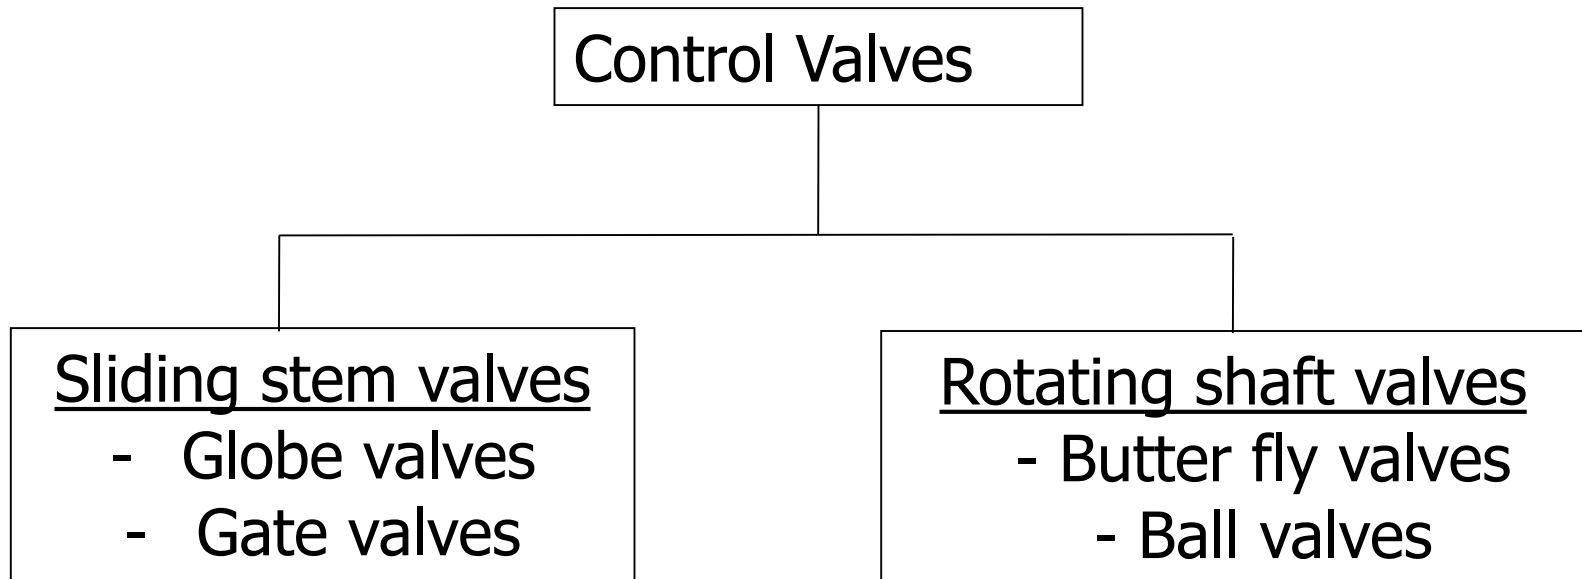 Control Valves
Sliding stem valves
- Globe valves
- Gate valves
Rotating shaft valves
- Butter fly valves
- Ball valves